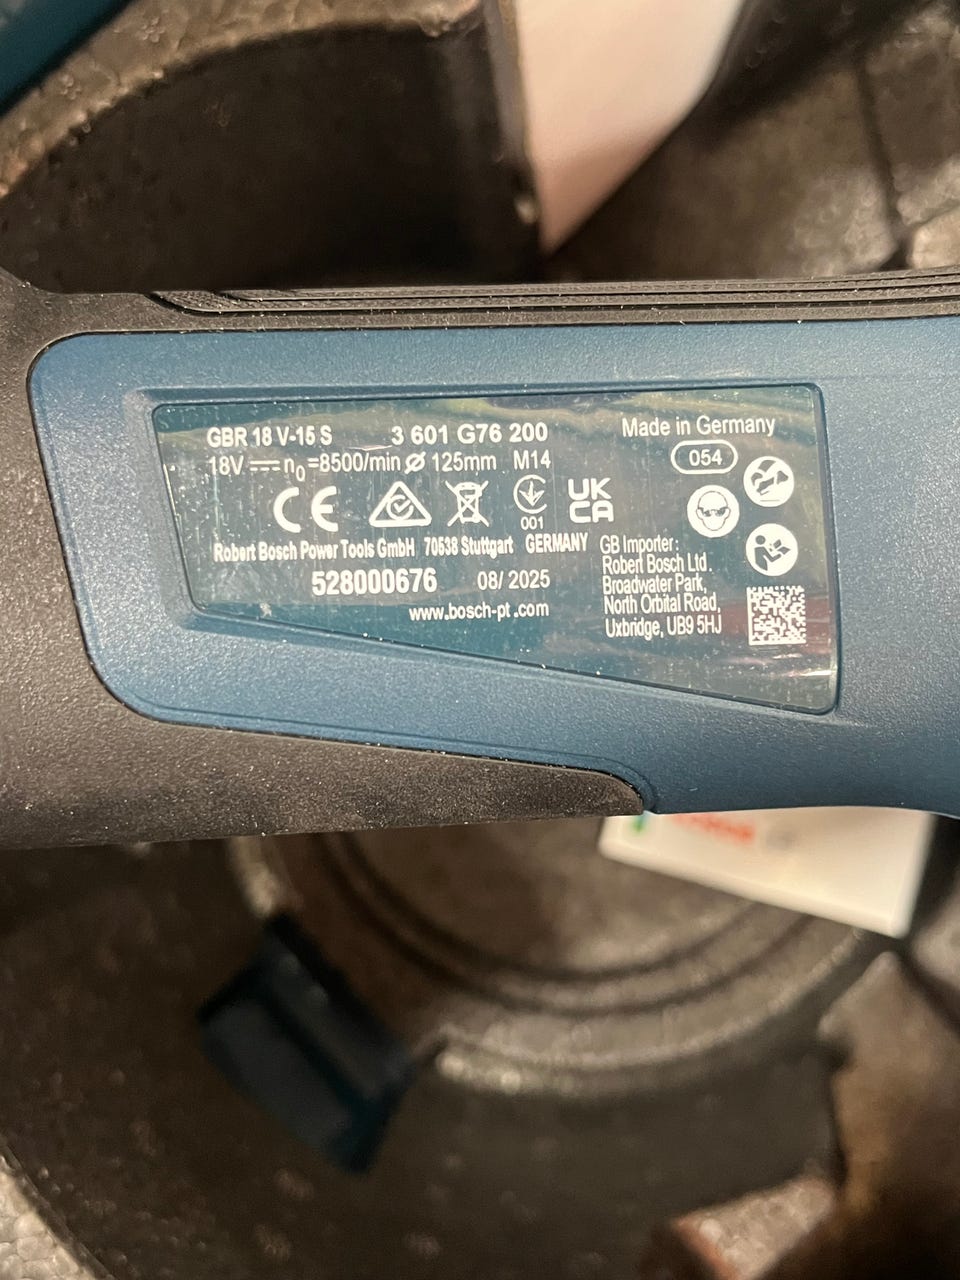 GBR 18 V-15 S 3 601 G76 200
18V ⎓ n0=8500/min ⌀ 125mm M14
CE
001
UK
CA
Robert Bosch Power Tools GmbH 70538 Stuttgart GERMANY
528000676 08/ 2025
www.bosch-pt.com
Made in Germany
054
GB Importer:
Robert Bosch Ltd.
Broadwater Park,
North Orbital Road,
Uxbridge, UB9 5HJ